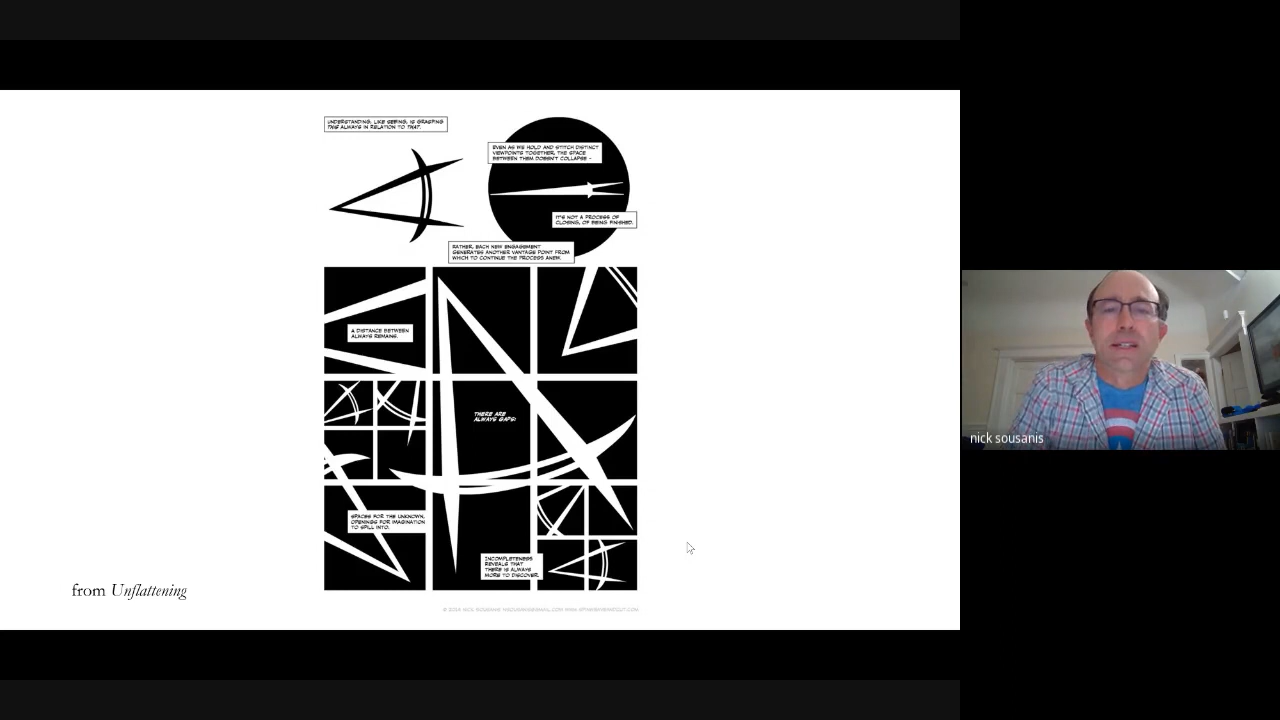 UNDERSTANDING, LIKE SEEING, IS GRASPING
THIS ALWAYS IN RELATION TO THAT.
EVEN AS WE HOLD AND STITCH DISTINCT
VIEWPOINTS TOGETHER, THE SPACE
BETWEEN THEM DOESN'T COLLAPSE –
IT'S NOT A PROCESS OF
CLOSING, OF BEING FINISHED.
RATHER, EACH NEW ENGAGEMENT
GENERATES ANOTHER VANTAGE POINT FROM
WHICH TO CONTINUE THE PROCESS ANEW.
A DISTANCE BETWEEN
ALWAYS REMAINS.
THERE ARE
ALWAYS GAPS:
SPACES FOR THE UNKNOWN,
OPENINGS FOR IMAGINATION
TO SPILL INTO.
INCOMPLETENESS
REVEALS THAT
THERE IS ALWAYS
MORE TO DISCOVER.
from Unflattening
nick sousanis